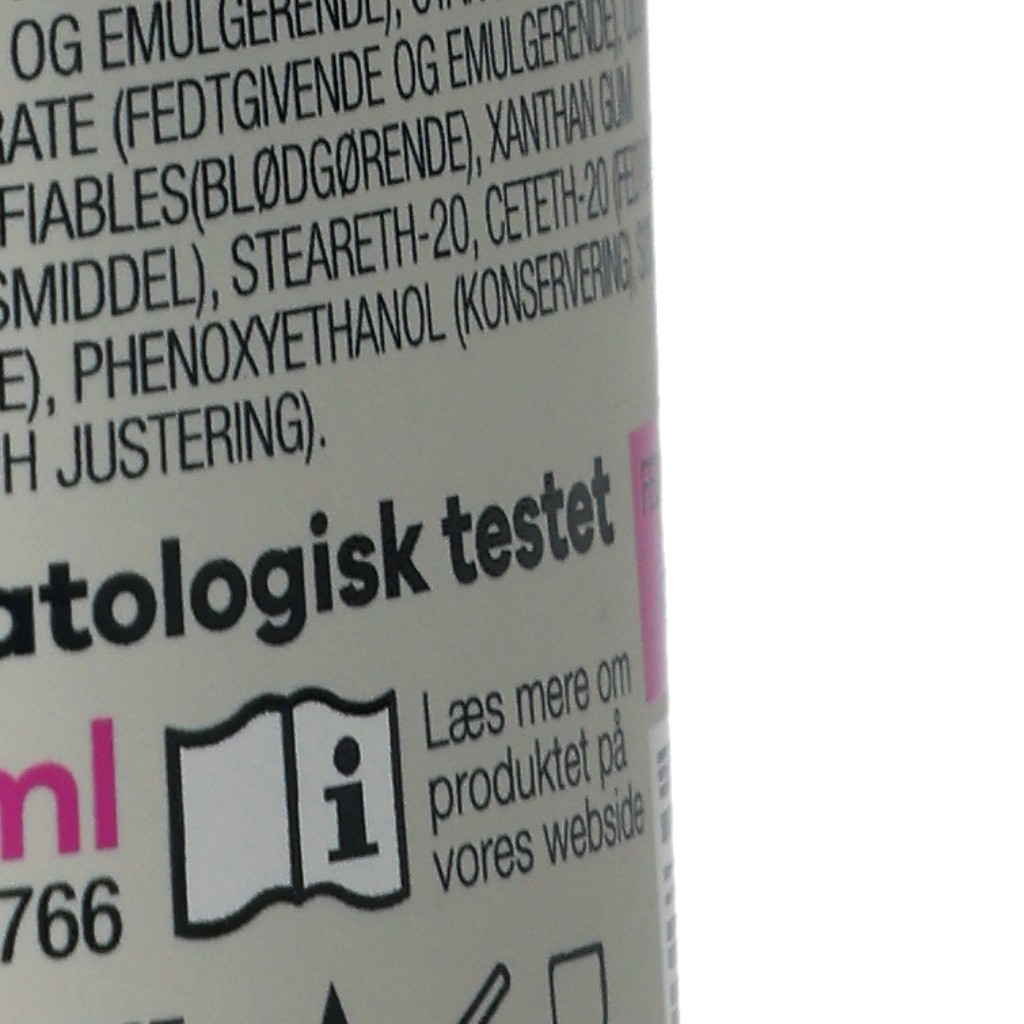 OG EMULGERENDE),
RATE (FEDTGIVENDE OG EMULGERENDE),
FIABLES(BLØDGØRENDE), XANTHAN GUM
SMIDDEL), STEARETH-20, CETETH-20
E), PHENOXYETHANOL (KONSERVERING),
H JUSTERING).
atologisk testet
ml
766
i
Læs mere om
produktet på
vores webside